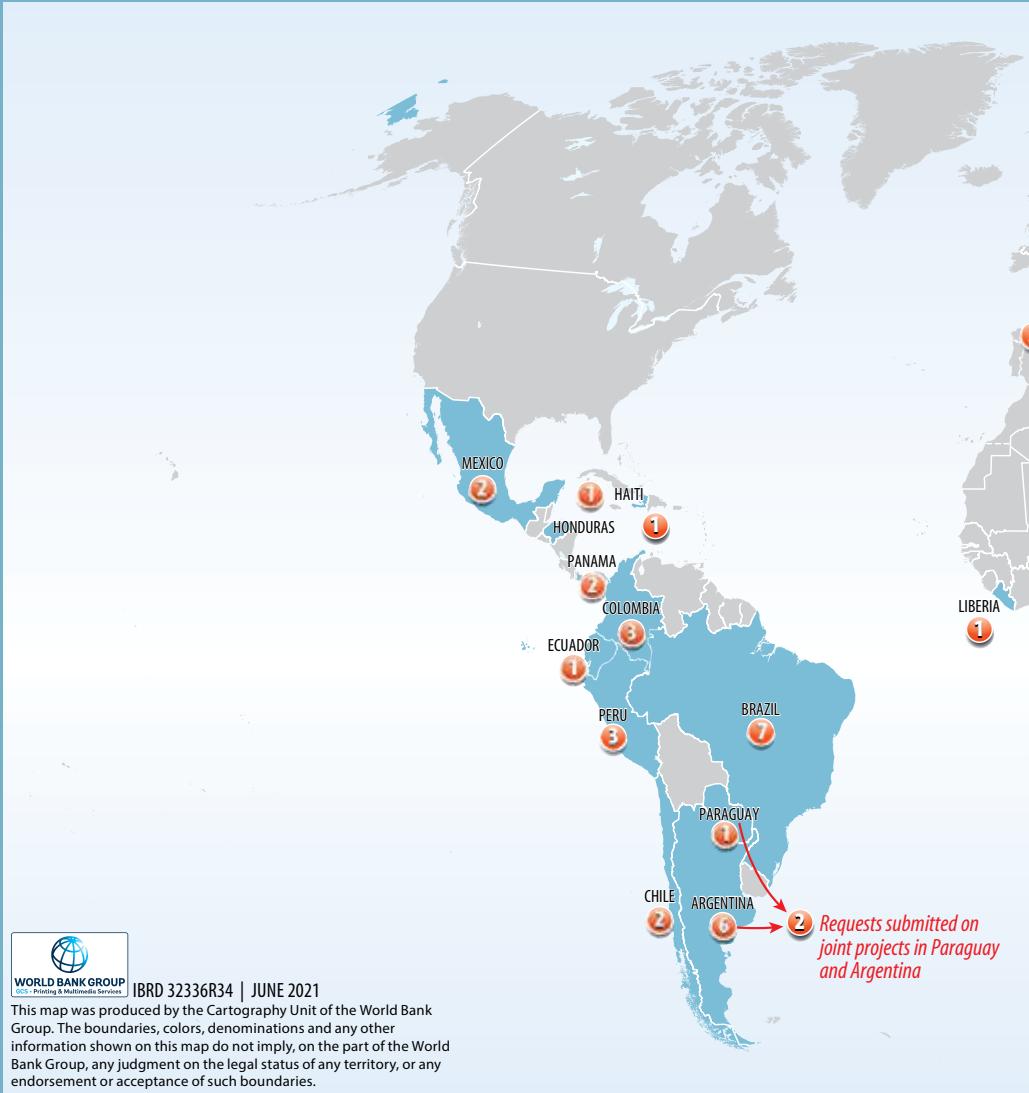 MEXICO
2
1
HAITI
HONDURAS
1
PANAMA
2
COLOMBIA
3
ECUADOR
1
LIBERIA
1
PERU
3
BRAZIL
7
PARAGUAY
1
CHILE
2
ARGENTINA
6
2
Requests submitted on
joint projects in Paraguay
and Argentina
WORLD BANK GROUP
GCS - Printing & Multimedia Services
IBRD 32336R34 | JUNE 2021
This map was produced by the Cartography Unit of the World Bank
Group. The boundaries, colors, denominations and any other
information shown on this map do not imply, on the part of the World
Bank Group, any judgment on the legal status of any territory, or any
endorsement or acceptance of such boundaries.